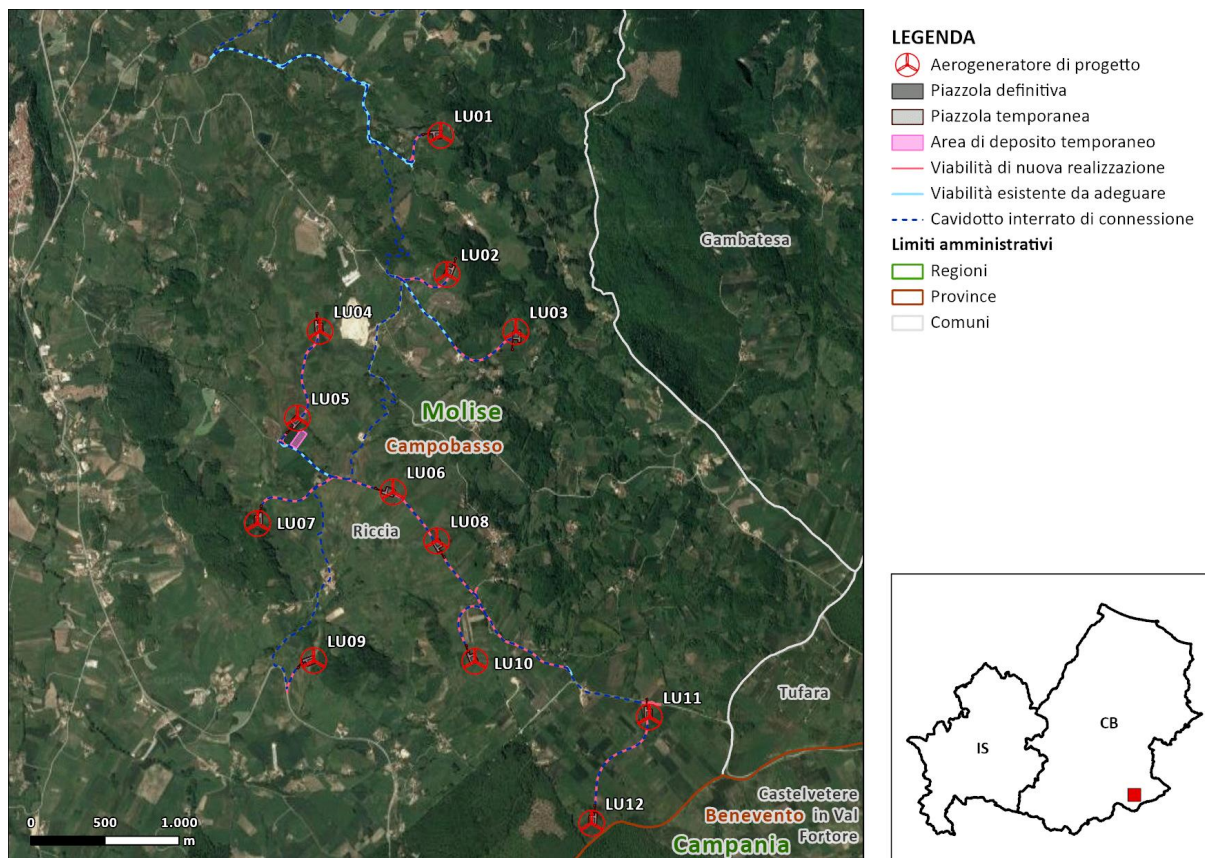 LU01
LU02
Gambatesa
LU04
LU03
LU05
Molise
Campobasso
LU06
LU07
Riccia
LU08
LU09
LU10
LU11
Tufara
LU12
Castelvetere
Benevento in Val
Fortore
Campania
0 500 1.000
m
LEGENDA
Aerogeneratore di progetto
Piazzola definitiva
Piazzola temporanea
Area di deposito temporaneo
Viabilità di nuova realizzazione
Viabilità esistente da adeguare
Cavidotto interrato di connessione
Limiti amministrativi
Regioni
Province
Comuni
CB
IS